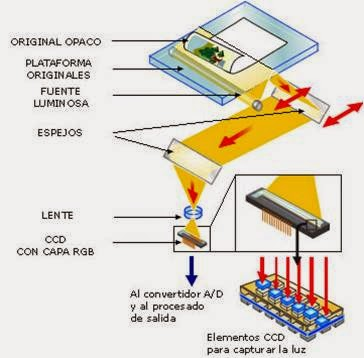 ORIGINAL OPACO
PLATAFORMA
ORIGINALES
FUENTE
LUMINOSA
ESPEJOS
LENTE
CCD
CON CAPA RGB
Al convertidor A/D
y al procesado
de salida
Elementos CCD
para capturar la luz